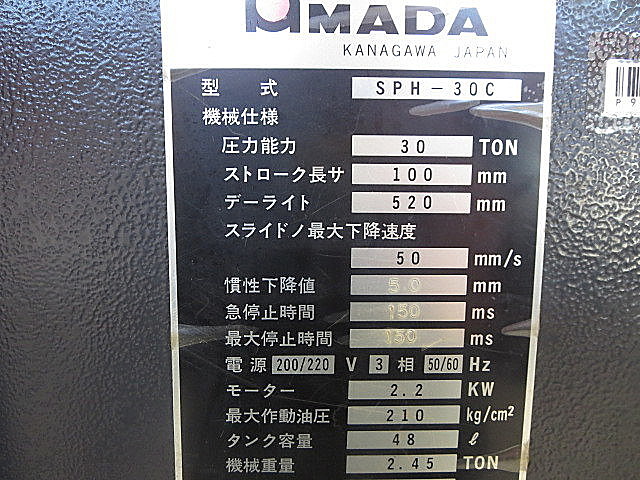 AMADA
KANAGAWA JAPAN
型式 SPH-30C
機械仕様
圧力能力 30 TON
ストローク長サ 100 mm
デーライト 520 mm
スライドノ最大下降速度
50 mm/s
慣性下降値 5.0 mm
急停止時間 150 ms
最大停止時間 150 ms
電源 200/220 V 3 相 50/60 Hz
モーター 2.2 KW
最大作動油圧 210 kg/cm²
タンク容量 48 ℓ
機械重量 2.45 TON
P9